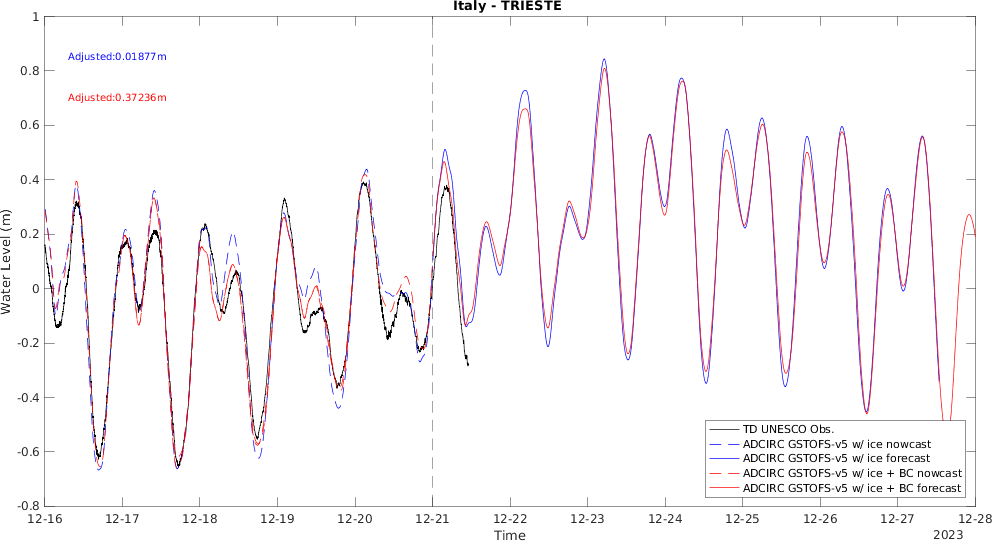 Italy - TRIESTE
Adjusted:0.01877m
Adjusted:0.37236m
Water Level (m)
1
0.8
0.6
0.4
0.2
0
-0.2
-0.4
-0.6
-0.8
TD UNESCO Obs.
ADCIRC GSTOFS-v5 w/ ice nowcast
ADCIRC GSTOFS-v5 w/ ice forecast
ADCIRC GSTOFS-v5 w/ ice + BC nowcast
ADCIRC GSTOFS-v5 w/ ice + BC forecast
12-16 12-17 12-18 12-19 12-20 12-21 12-22 12-23 12-24 12-25 12-26 12-27 12-28
Time
2023